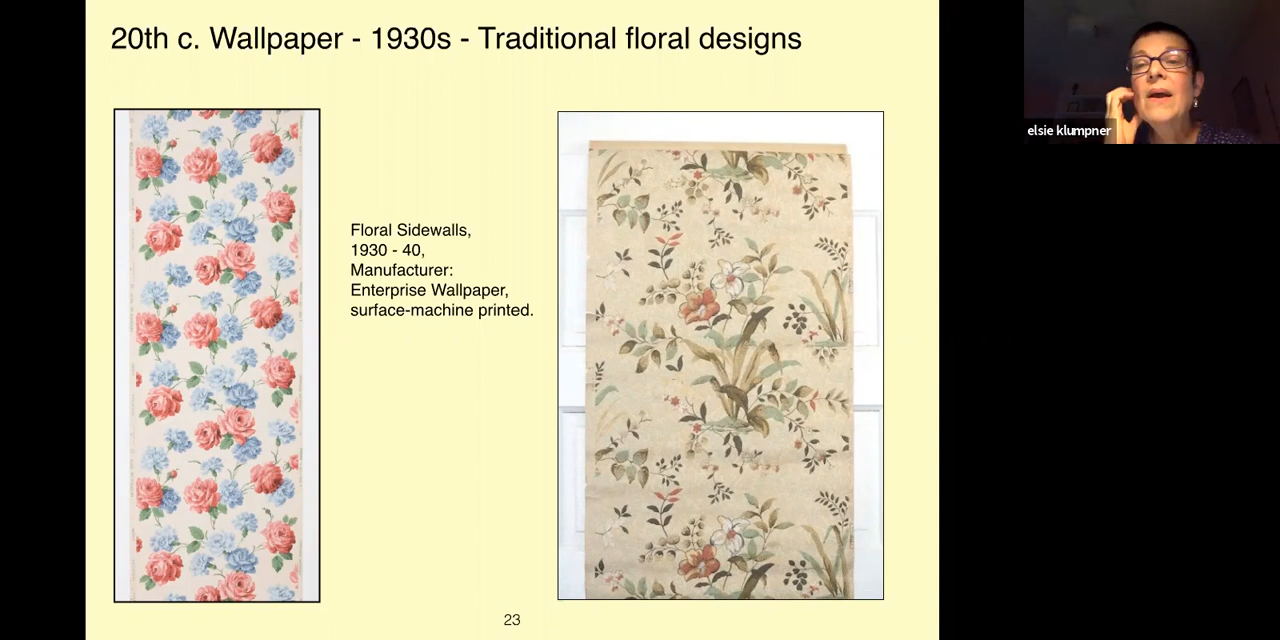 20th c. Wallpaper - 1930s - Traditional floral designs
Floral Sidewalls,
1930 - 40,
Manufacturer:
Enterprise Wallpaper,
surface-machine printed.
23
elsie klumpner